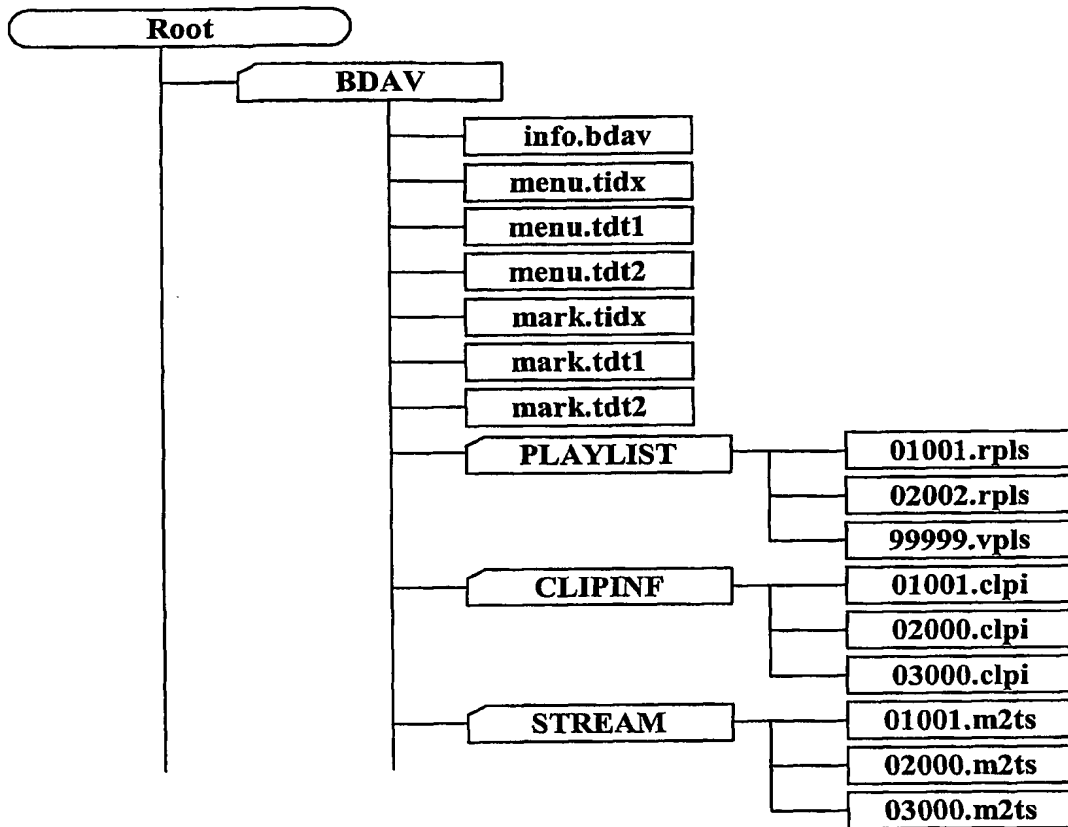 Root
BDAV
info.bdav
menu.tidx
menu.tdt1
menu.tdt2
mark.tidx
mark.tdt1
mark.tdt2
PLAYLIST
01001.rpls
02002.rpls
99999.vpls
CLIPINF
01001.clpi
02000.clpi
03000.clpi
STREAM
01001.m2ts
02000.m2ts
03000.m2ts